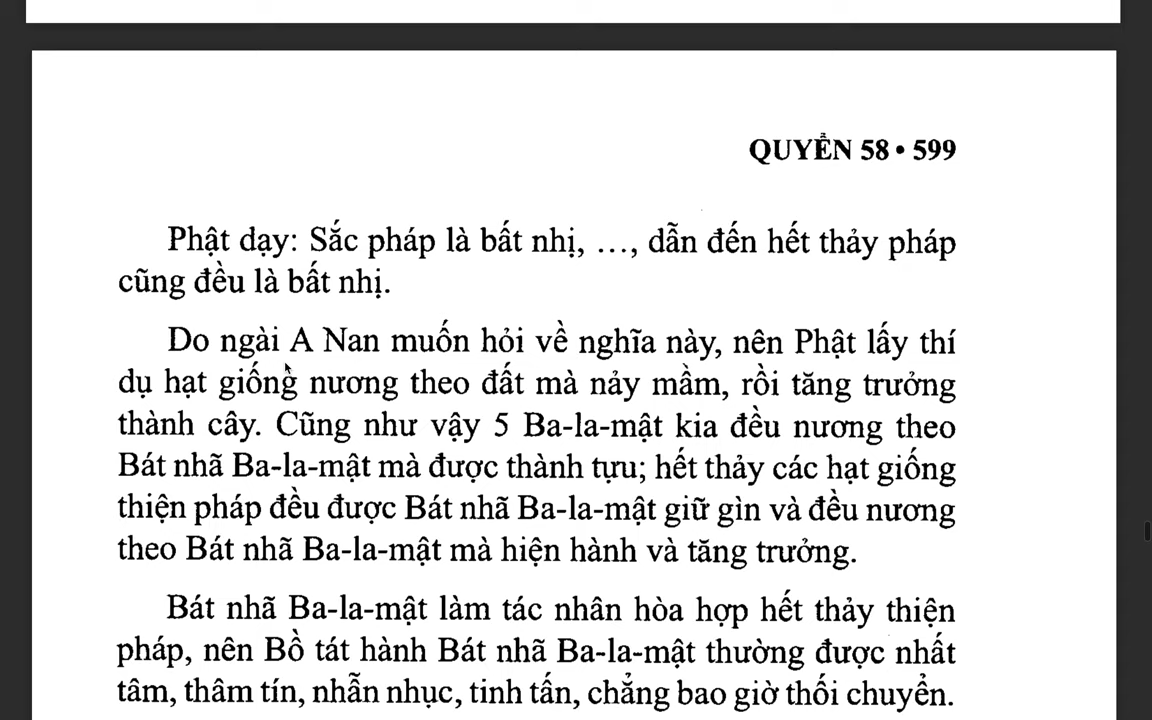 QUYỂN 58 • 599
Phật dạy: Sắc pháp là bất nhị, ..., dẫn đến hết thảy pháp
cũng đều là bất nhị.
Do ngài A Nan muốn hỏi về nghĩa này, nên Phật lấy thí
dụ hạt giống nương theo đất mà nảy mầm, rồi tăng trưởng
thành cây. Cũng như vậy 5 Ba-la-mật kia đều nương theo
Bát nhã Ba-la-mật mà được thành tựu; hết thảy các hạt giống
thiện pháp đều được Bát nhã Ba-la-mật giữ gìn và đều nương
theo Bát nhã Ba-la-mật mà hiện hành và tăng trưởng.
Bát nhã Ba-la-mật làm tác nhân hòa hợp hết thảy thiện
pháp, nên Bồ tát hành Bát nhã Ba-la-mật thường được nhất
tâm, thâm tín, nhẫn nhục, tinh tấn, chẳng bao giờ thối chuyển.